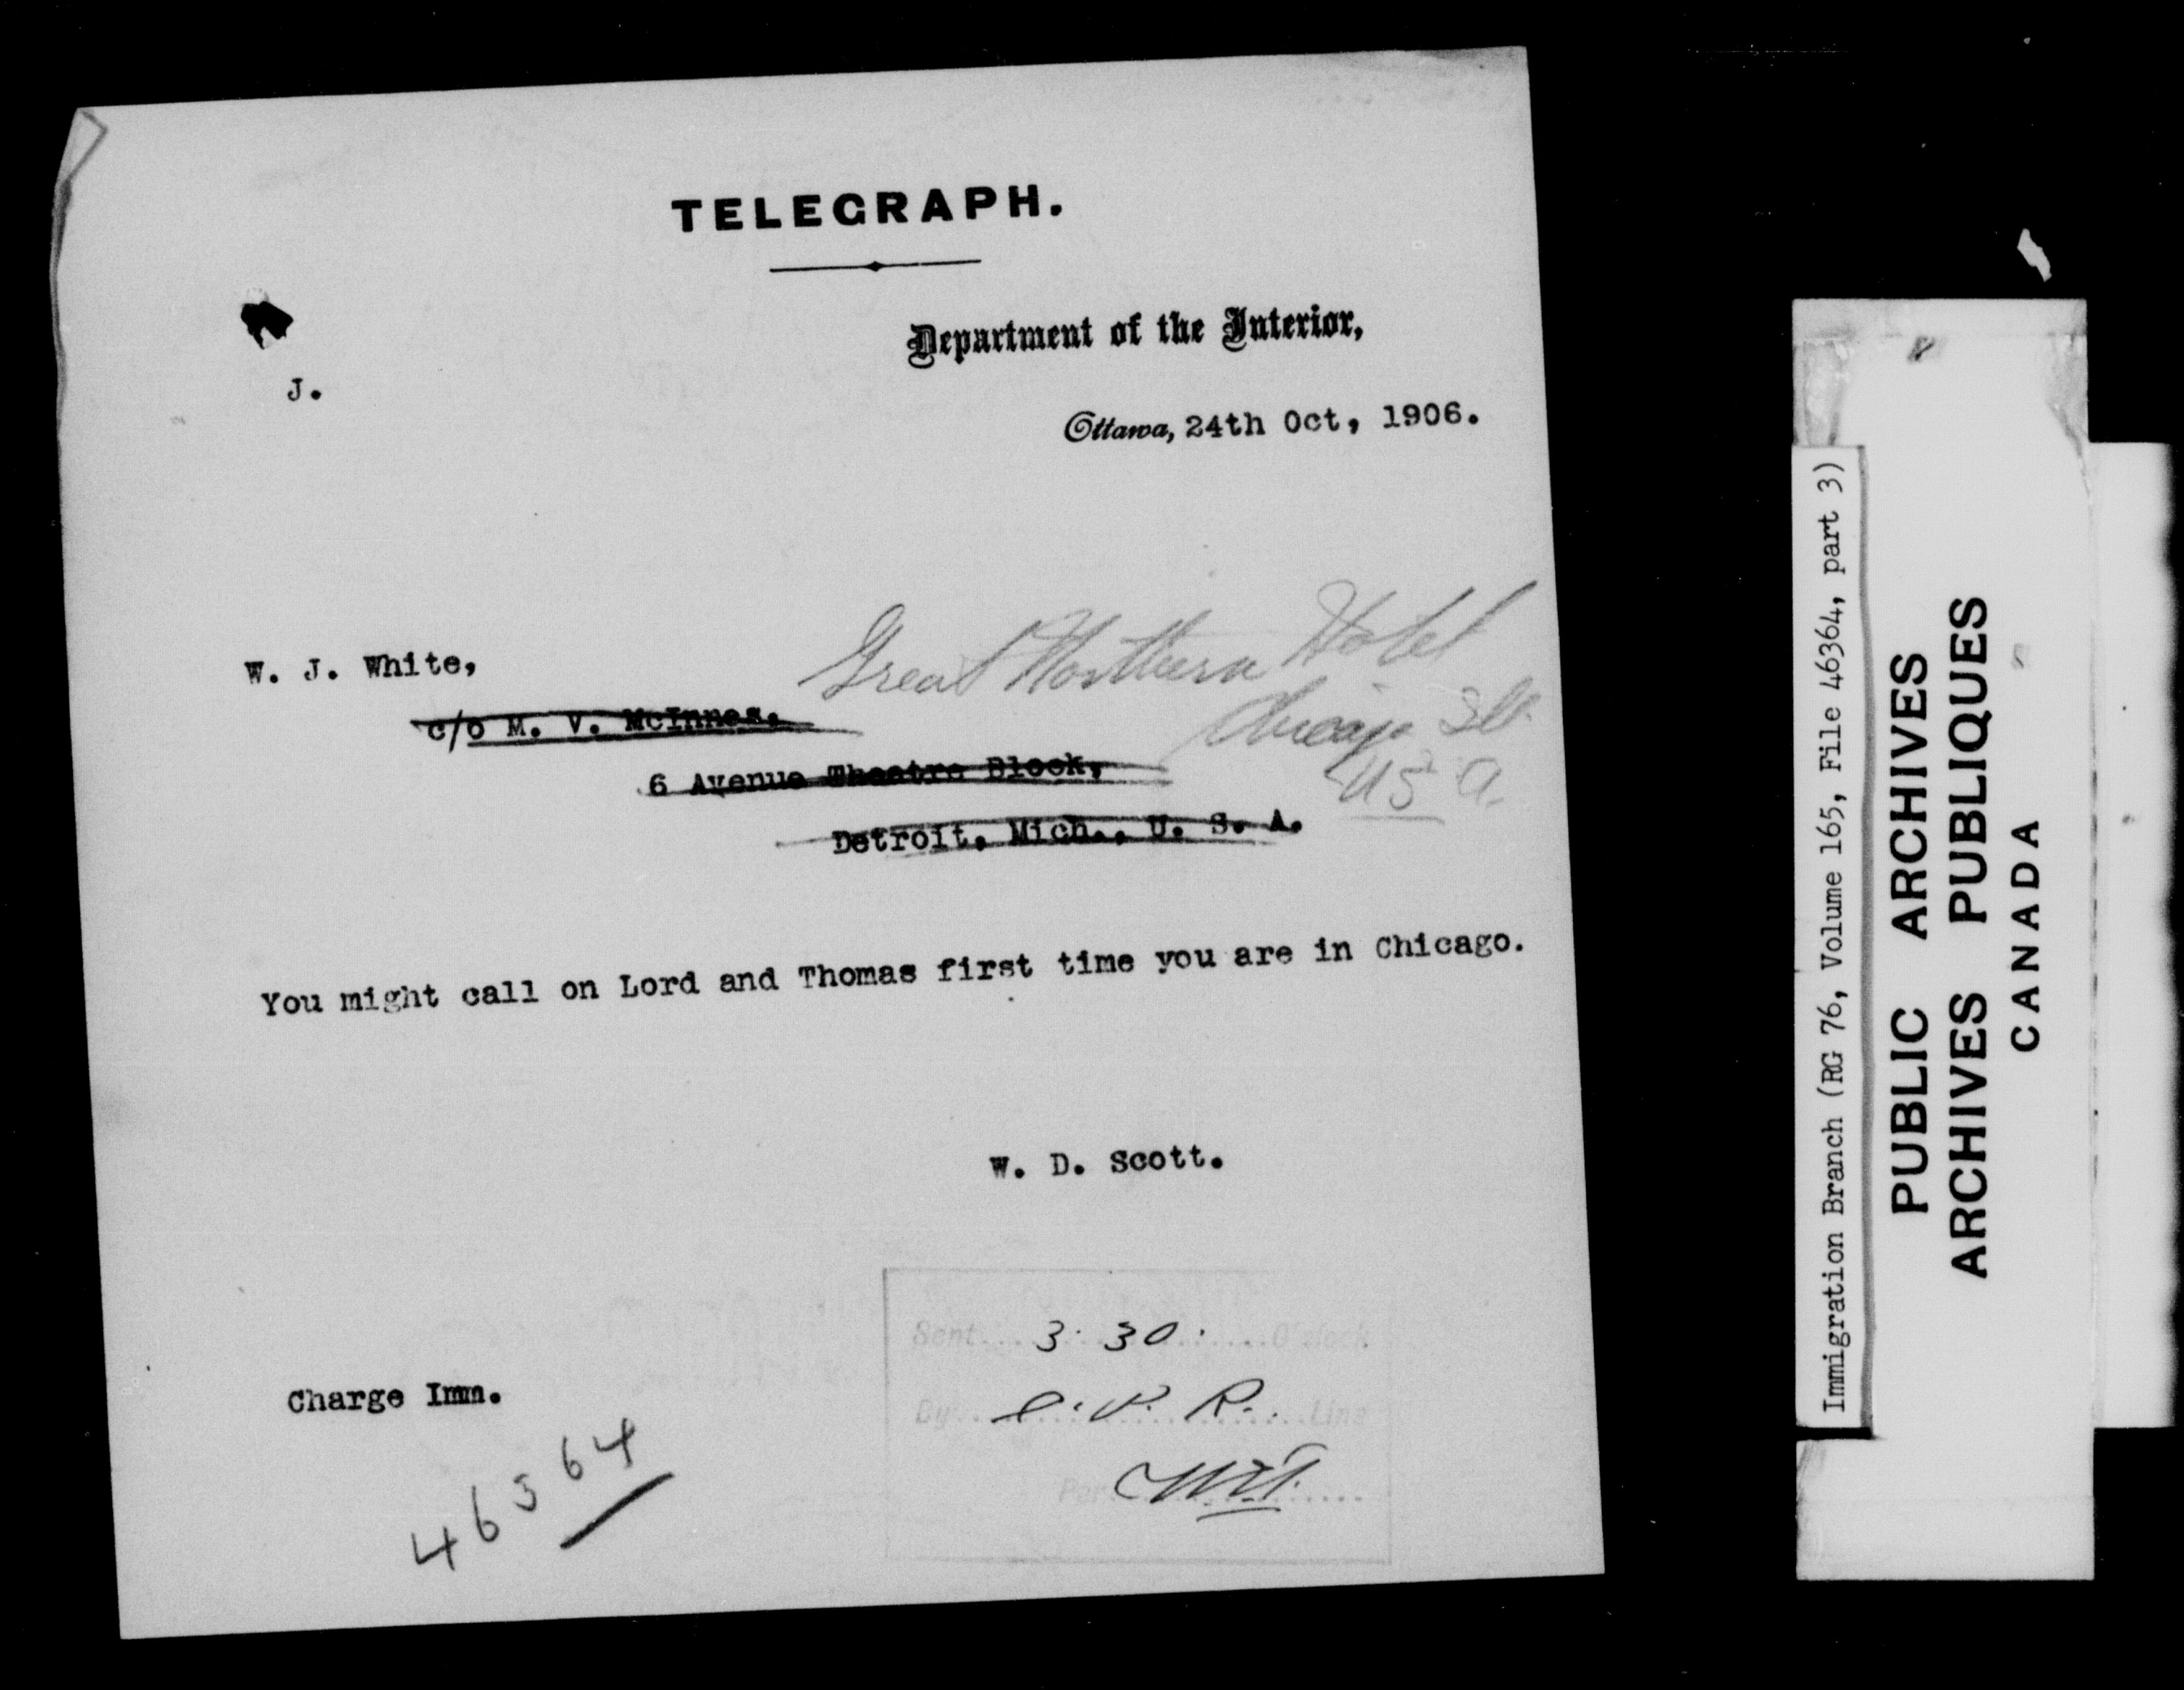 TELEGRAPH.
Department of the Interior,
J.
Ottawa, 24th Oct, 1906.
Great Northern Hotel
W. J. White,
Chicago Ill.
c/o M. V. McInnes.
U S A.
6 Avenue Theatre Block,
Detroit, Mich., U. S. A.
You might call on Lord and Thomas first time you are in Chicago.
W. D. Scott.
Sent....3:30:....O'clock
Charge Imm.
By....C.P.R.....Line
46364
Per
Immigration Branch (RG 76, Volume 165, File 46364, part 3)
PUBLIC ARCHIVES
ARCHIVES PUBLIQUES
CANADA